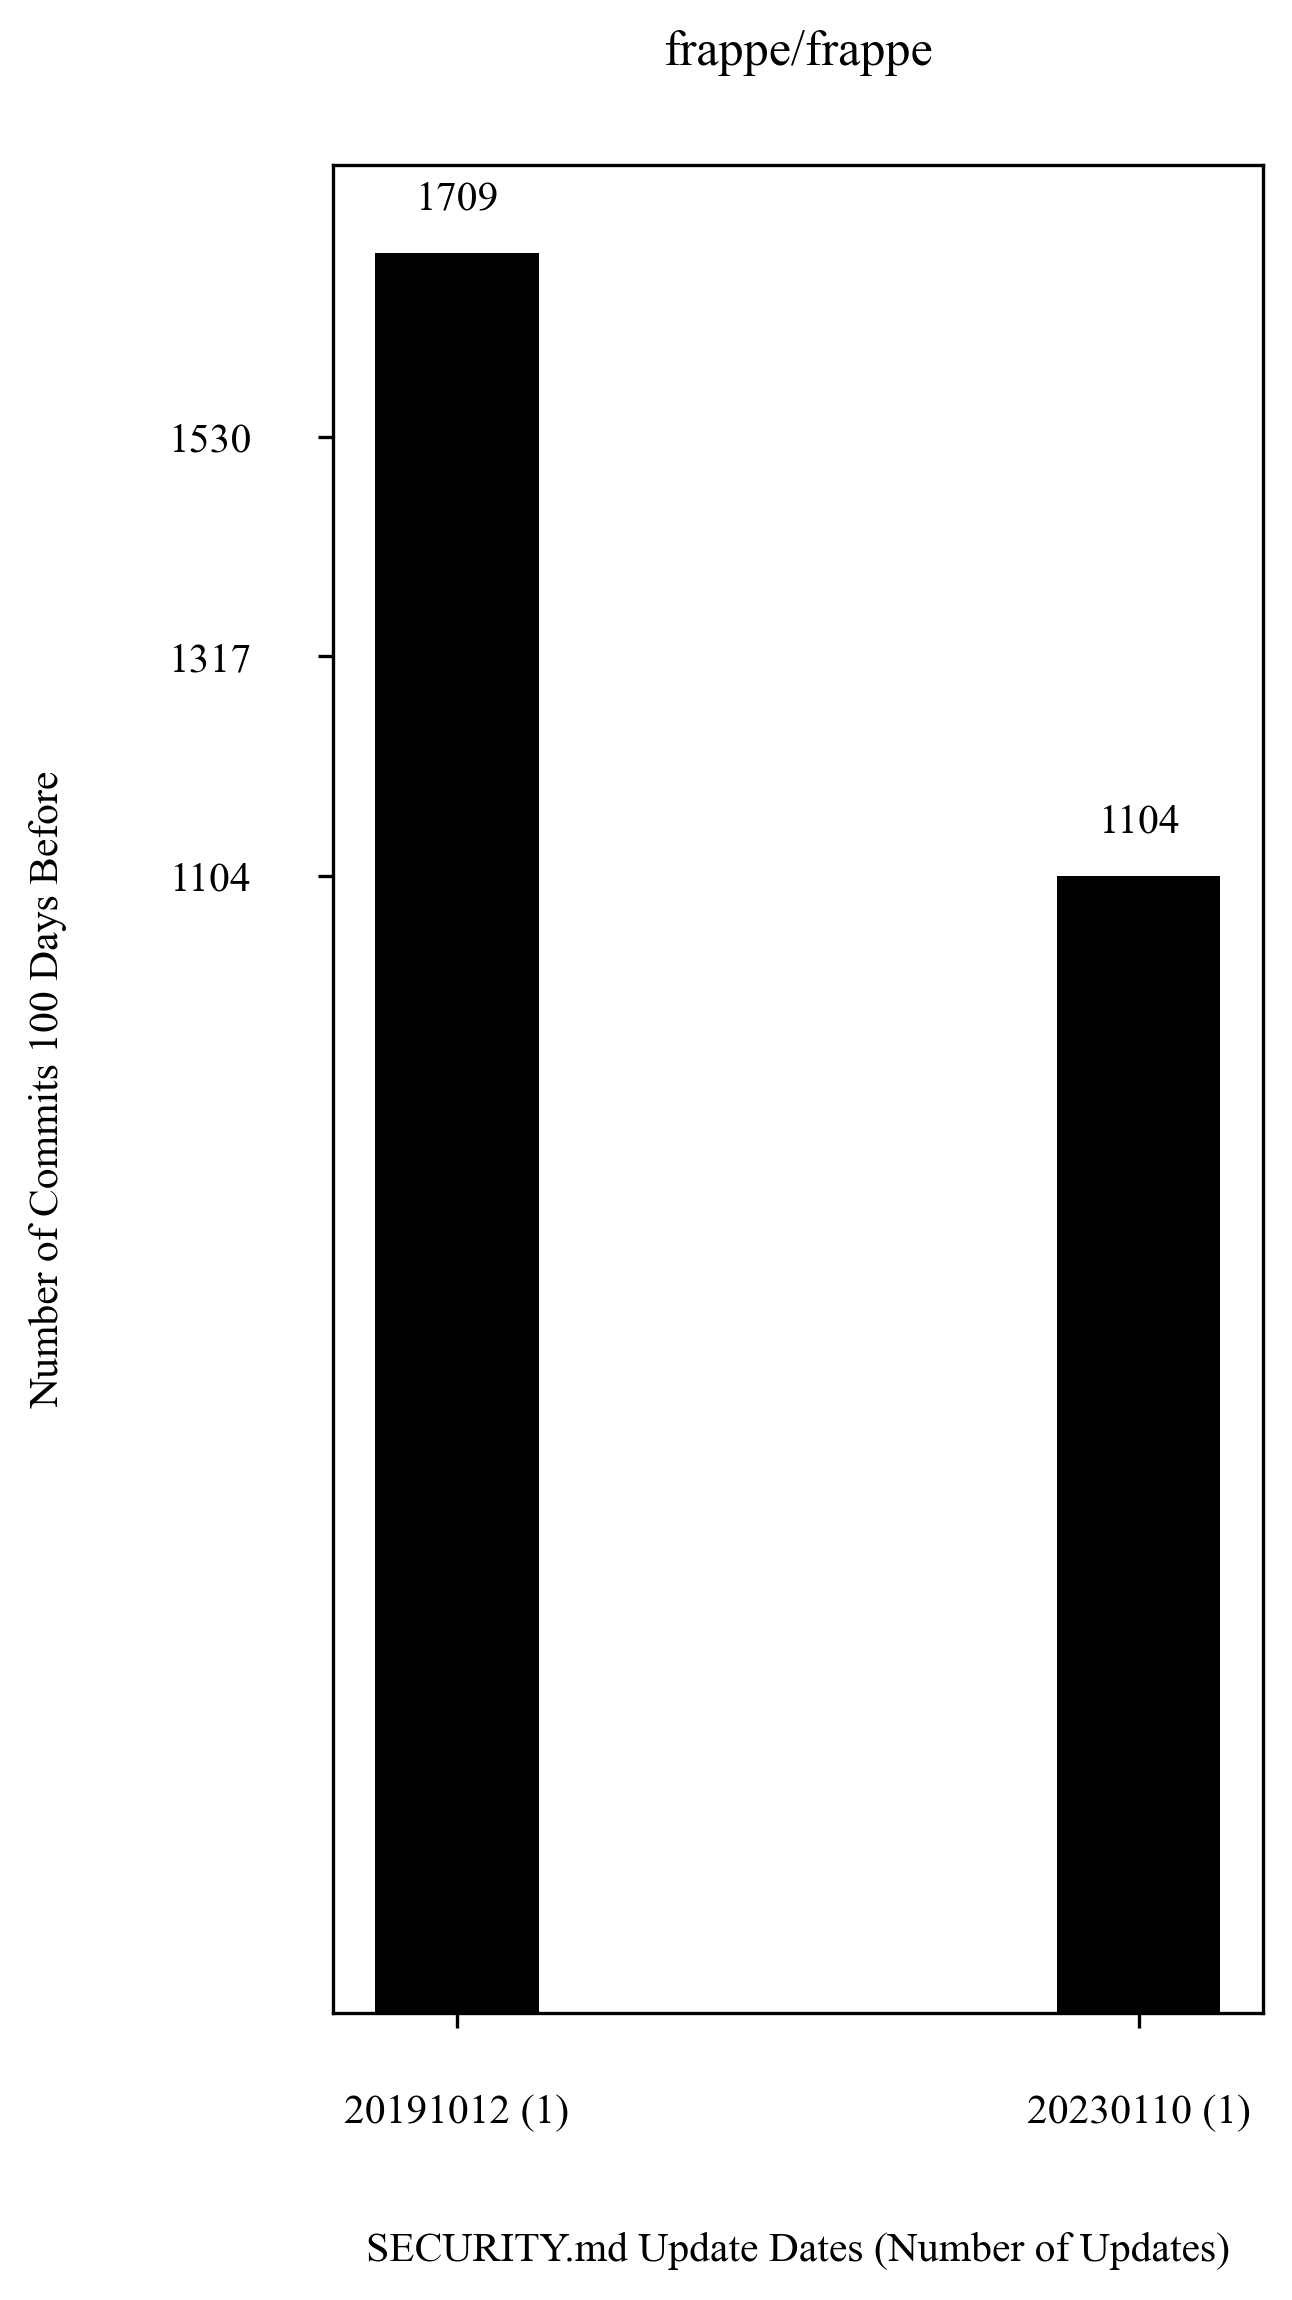 frappe/frappe
1709
1530
1317
1104
1104
Number of Commits 100 Days Before
20191012 (1)
20230110 (1)
SECURITY.md Update Dates (Number of Updates)